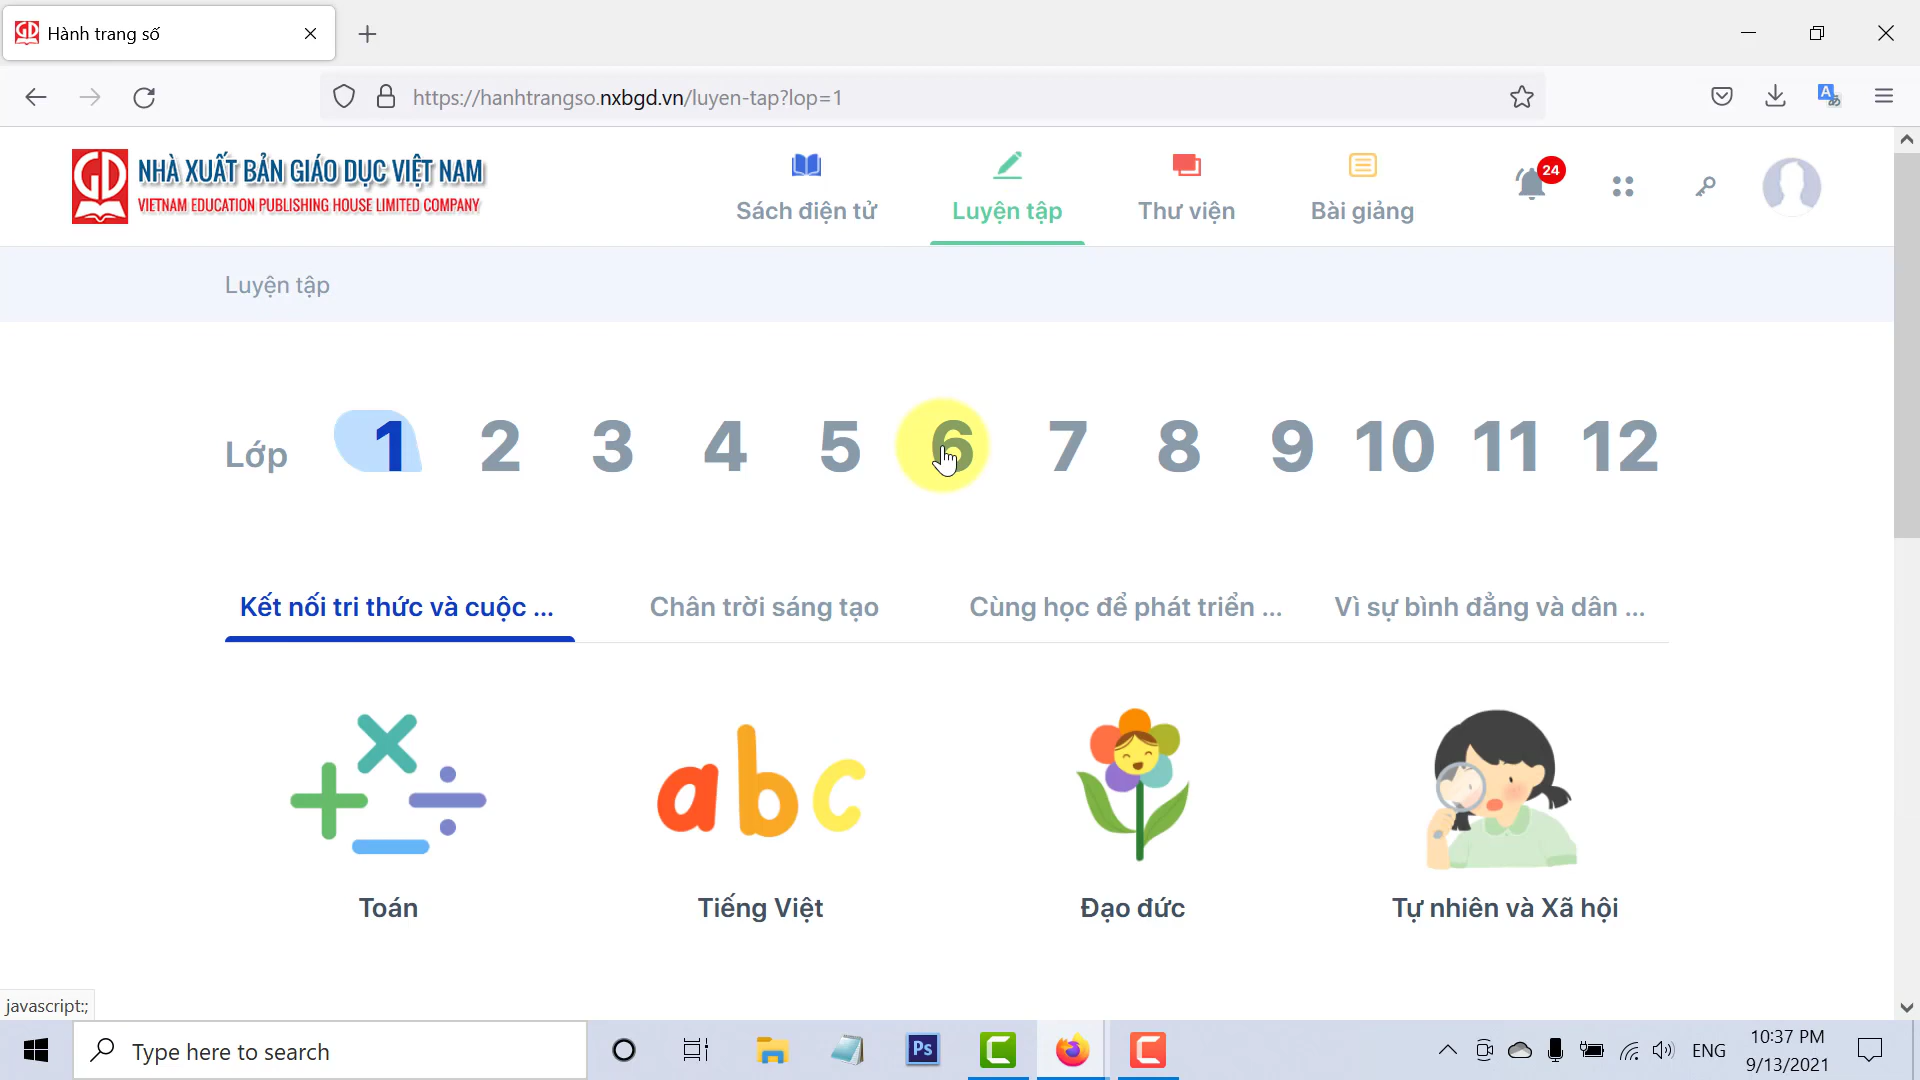 Hành trang số
https://hanhtrangso.nxbgd.vn/luyen-tap?lop=1
GD
NHÀ XUẤT BẢN GIÁO DỤC VIỆT NAM
VIETNAM EDUCATION PUBLISHING HOUSE LIMITED COMPANY
Sách điện tử
Luyện tập
Thư viện
Bài giảng
24
Luyện tập
Lớp 1 2 3 4 5 6 7 8 9 10 11 12
Kết nối tri thức và cuộc ...
Chân trời sáng tạo
Cùng học để phát triển ...
Vì sự bình đẳng và dân ...
abc
Toán
Tiếng Việt
Đạo đức
Tự nhiên và Xã hội
javascript:;
Type here to search
Ps
ENG
10:37 PM
9/13/2021